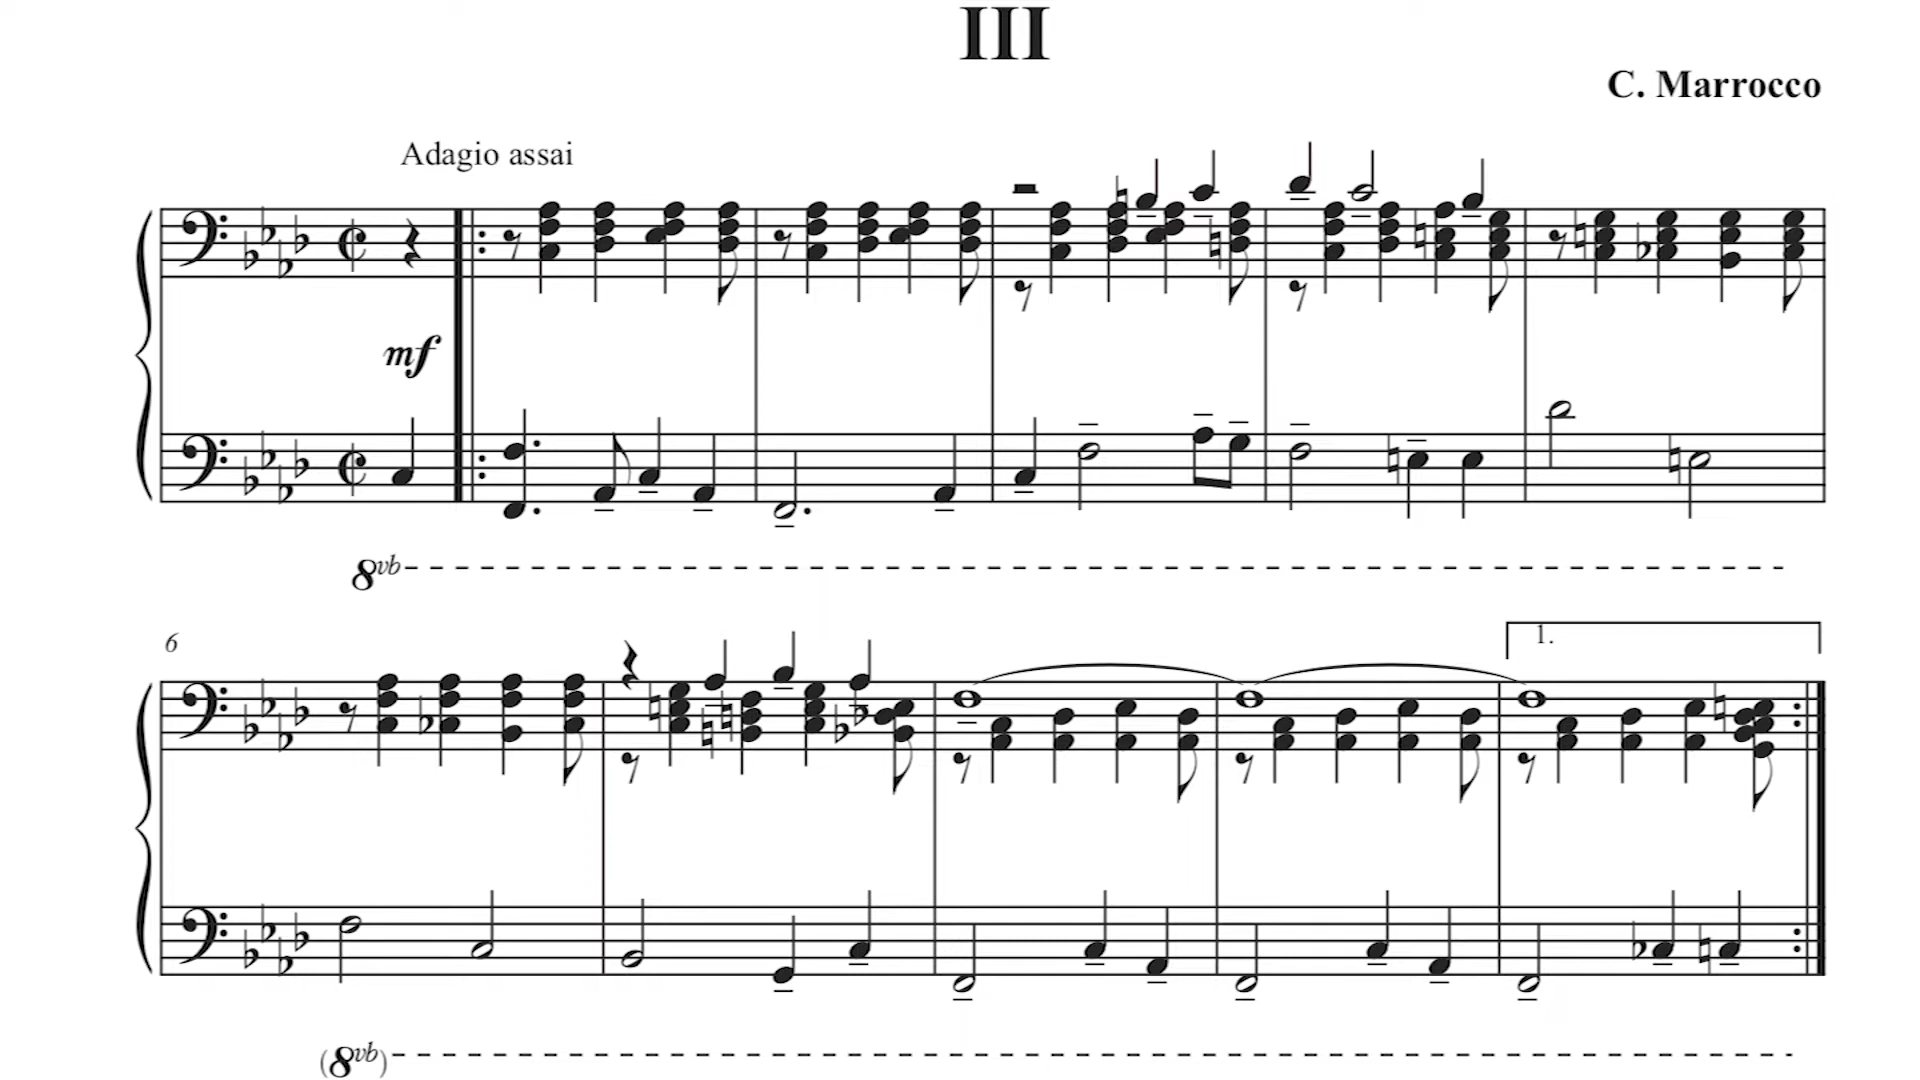 III
C. Marrocco
Adagio assai
mf
8vb
6
1.
(8vb)